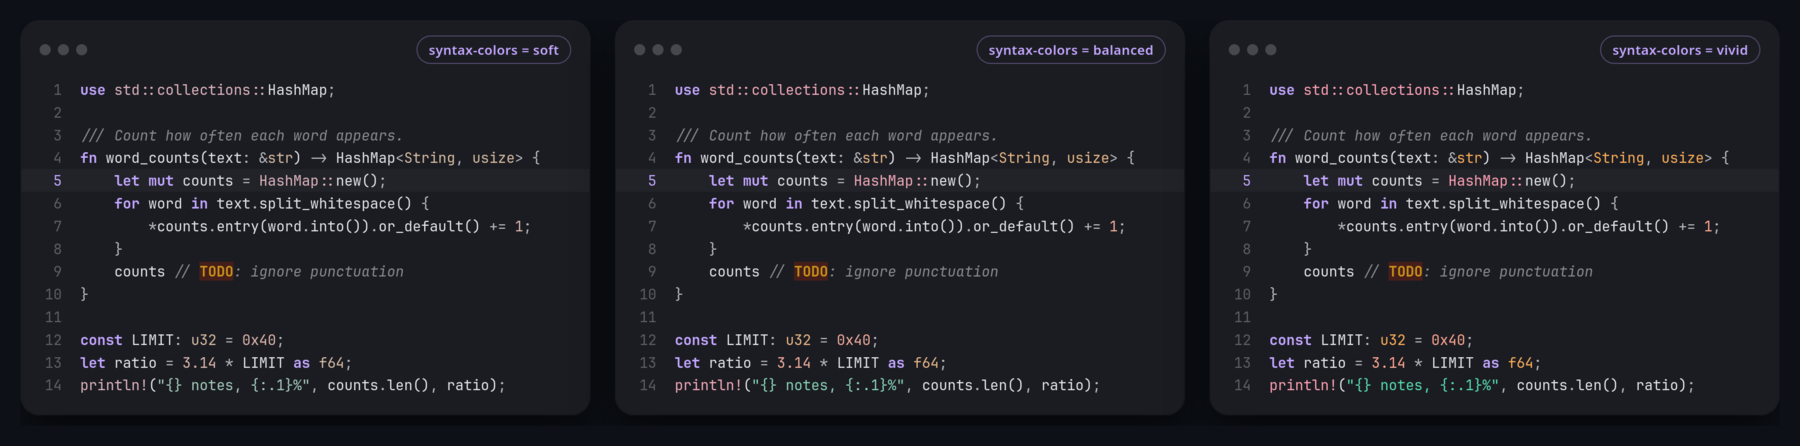 syntax-colors = soft
1 use std::collections::HashMap;
2
3 /// Count how often each word appears.
4 fn word_counts(text: &str) -> HashMap<String, usize> {
5 let mut counts = HashMap::new();
6 for word in text.split_whitespace() {
7 *counts.entry(word.into()).or_default() += 1;
8 }
9 counts // TODO: ignore punctuation
10 }
11
12 const LIMIT: u32 = 0x40;
13 let ratio = 3.14 * LIMIT as f64;
14 println!("{} notes, {:.1}%", counts.len(), ratio);
syntax-colors = balanced
1 use std::collections::HashMap;
2
3 /// Count how often each word appears.
4 fn word_counts(text: &str) -> HashMap<String, usize> {
5 let mut counts = HashMap::new();
6 for word in text.split_whitespace() {
7 *counts.entry(word.into()).or_default() += 1;
8 }
9 counts // TODO: ignore punctuation
10 }
11
12 const LIMIT: u32 = 0x40;
13 let ratio = 3.14 * LIMIT as f64;
14 println!("{} notes, {:.1}%", counts.len(), ratio);
syntax-colors = vivid
1 use std::collections::HashMap;
2
3 /// Count how often each word appears.
4 fn word_counts(text: &str) -> HashMap<String, usize> {
5 let mut counts = HashMap::new();
6 for word in text.split_whitespace() {
7 *counts.entry(word.into()).or_default() += 1;
8 }
9 counts // TODO: ignore punctuation
10 }
11
12 const LIMIT: u32 = 0x40;
13 let ratio = 3.14 * LIMIT as f64;
14 println!("{} notes, {:.1}%", counts.len(), ratio);